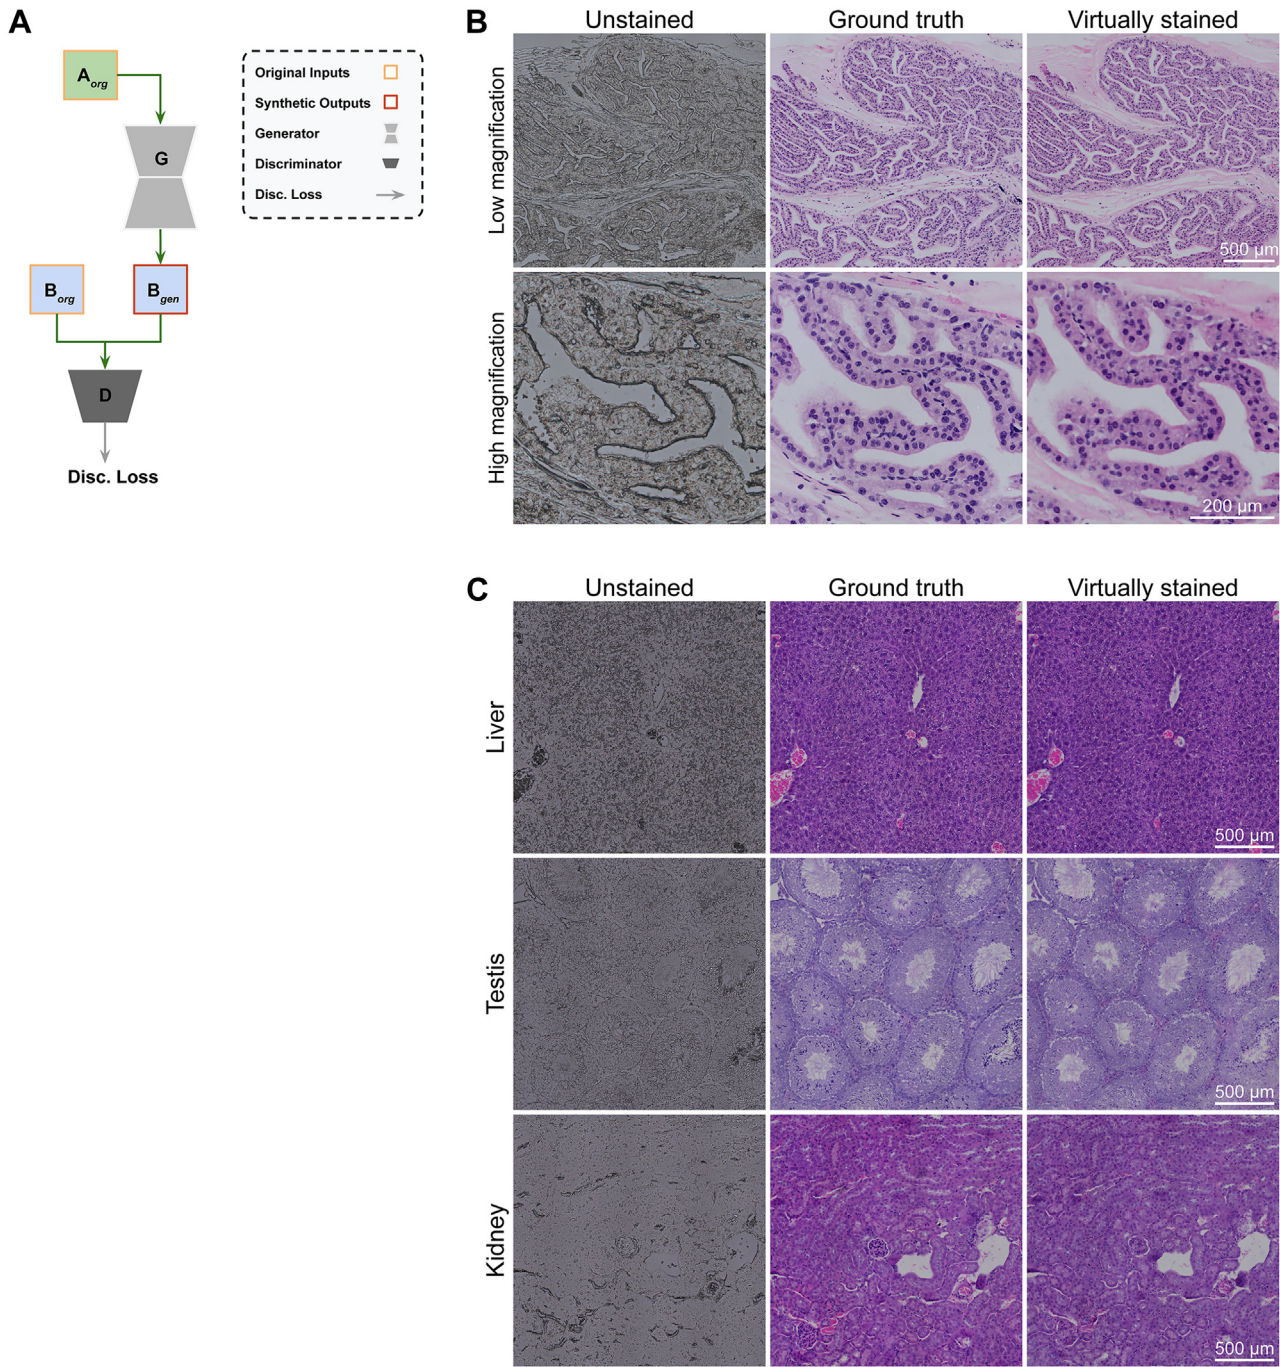 A
A org
G
B org
B gen
D
Disc. Loss
Original Inputs
Synthetic Outputs
Generator
Discriminator
Disc. Loss
B
Unstained
Ground truth
Virtually stained
Low magnification
500 µm
High magnification
200 µm
C
Unstained
Ground truth
Virtually stained
Liver
500 µm
Testis
500 µm
Kidney
500 µm